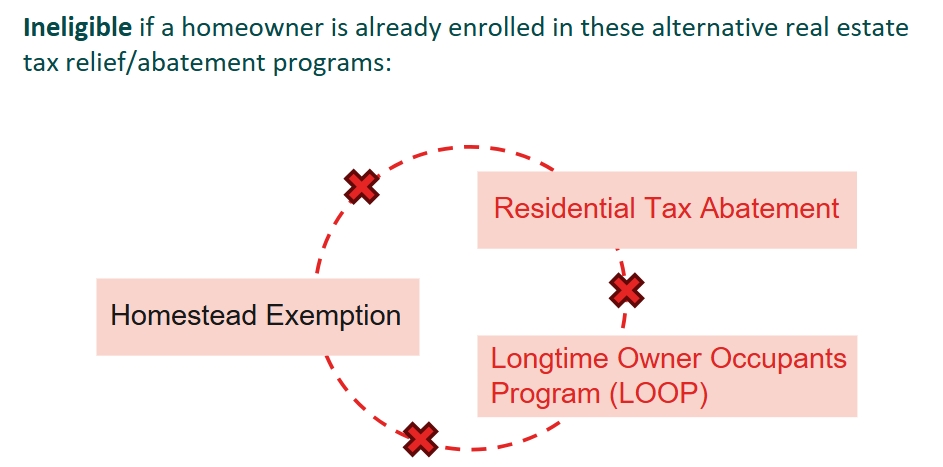 Ineligible if a homeowner is already enrolled in these alternative real estate
tax relief/abatement programs:
Residential Tax Abatement
Homestead Exemption
Longtime Owner Occupants
Program (LOOP)